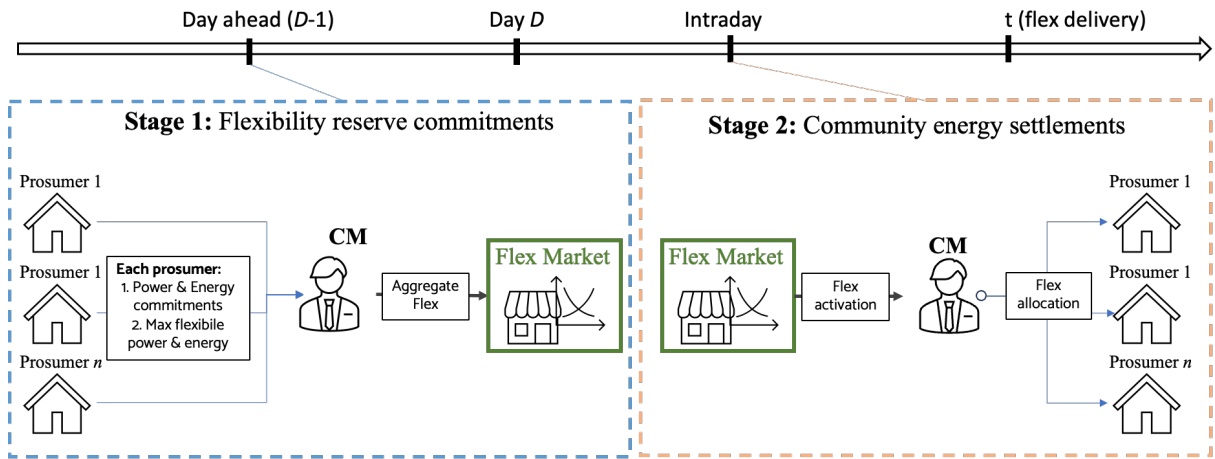 Day ahead (D-1)
Day D
Intraday
t (flex delivery)
Stage 1: Flexibility reserve commitments
Prosumer 1
Prosumer 1
Prosumer n
Each prosumer:
1. Power & Energy
commitments
2. Max flexibile
power & energy
CM
Aggregate
Flex
Flex Market
Stage 2: Community energy settlements
Flex Market
Flex
activation
CM
Flex
allocation
Prosumer 1
Prosumer 1
Prosumer n